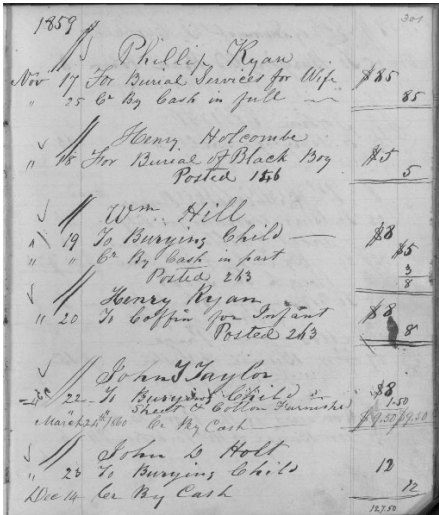 1859 301
Phillip Ryan
Nov 17 For Burial Services for Wife $85
" 25 Cr By Cash in full 85
Henry Holcombe
" 18 For Burial of Black Boy $5
Posted 156 5
Wm Hill
" 19 To Burying Child $8
" " Cr By Cash in part $5
Posted 263 3
8
Henry Ryan
" 20 To Coffin for Infant $8
Posted 263 8
John T Taylor
22 To Burying Child $8
Sheet & Cotton Furnished 1.50
March 24th 1860 Cr By Cash $9.50 $9.50
John D Holt
" 23 To Burying Child 12
Dec 14 Cr By Cash 12
127.50